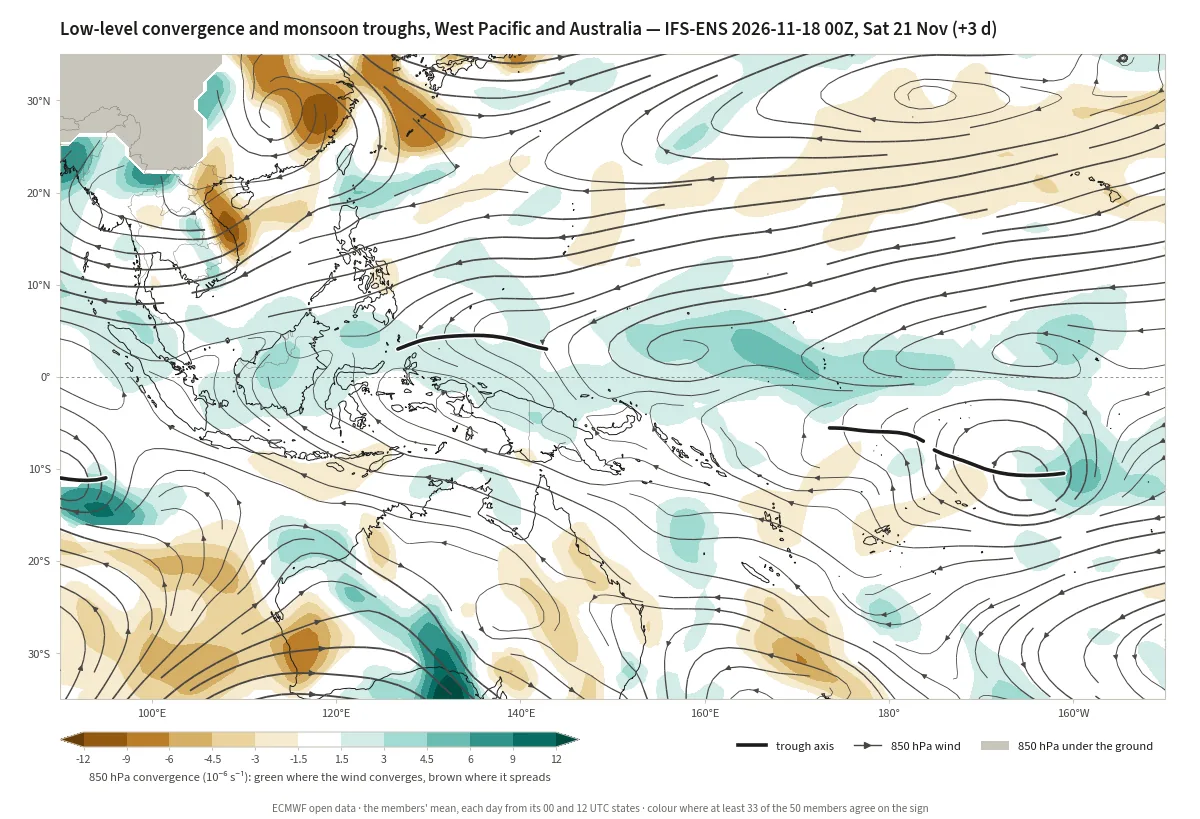 Low-level convergence and monsoon troughs, West Pacific and Australia — IFS-ENS 2026-11-18 00Z, Sat 21 Nov (+3 d)
30°N
20°N
10°N
0°
10°S
20°S
30°S
100°E
120°E
140°E
160°E
180°
160°W
-12
-9
-6
-4.5
-3
-1.5
1.5
3
4.5
6
9
12
850 hPa convergence (10⁻⁶ s⁻¹): green where the wind converges, brown where it spreads
trough axis
850 hPa wind
850 hPa under the ground
ECMWF open data · the members' mean, each day from its 00 and 12 UTC states · colour where at least 33 of the 50 members agree on the sign